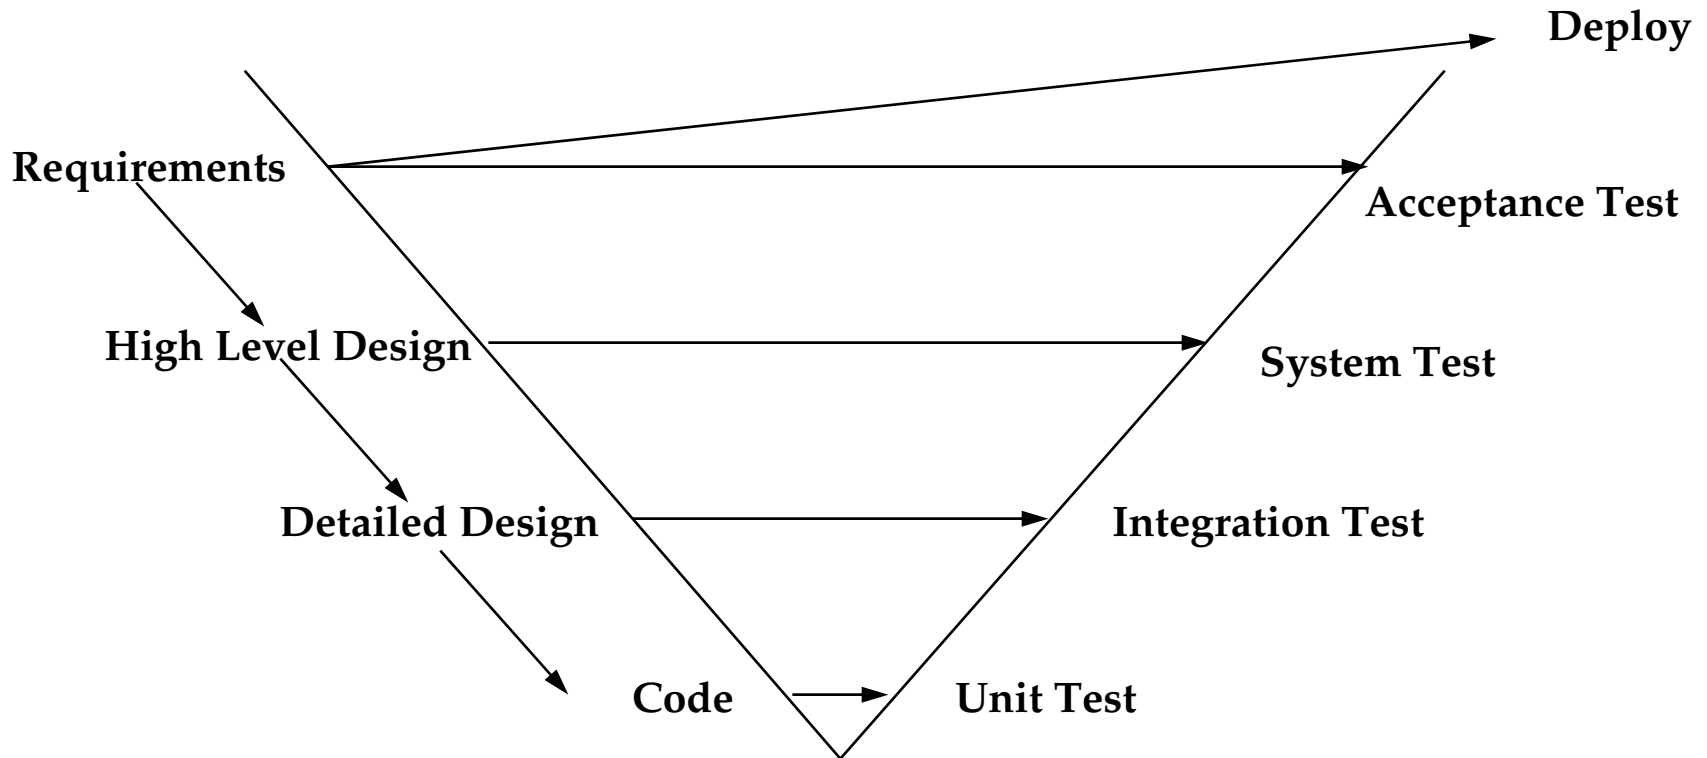 Deploy
Requirements
Acceptance Test
High Level Design
System Test
Detailed Design
Integration Test
Code
Unit Test